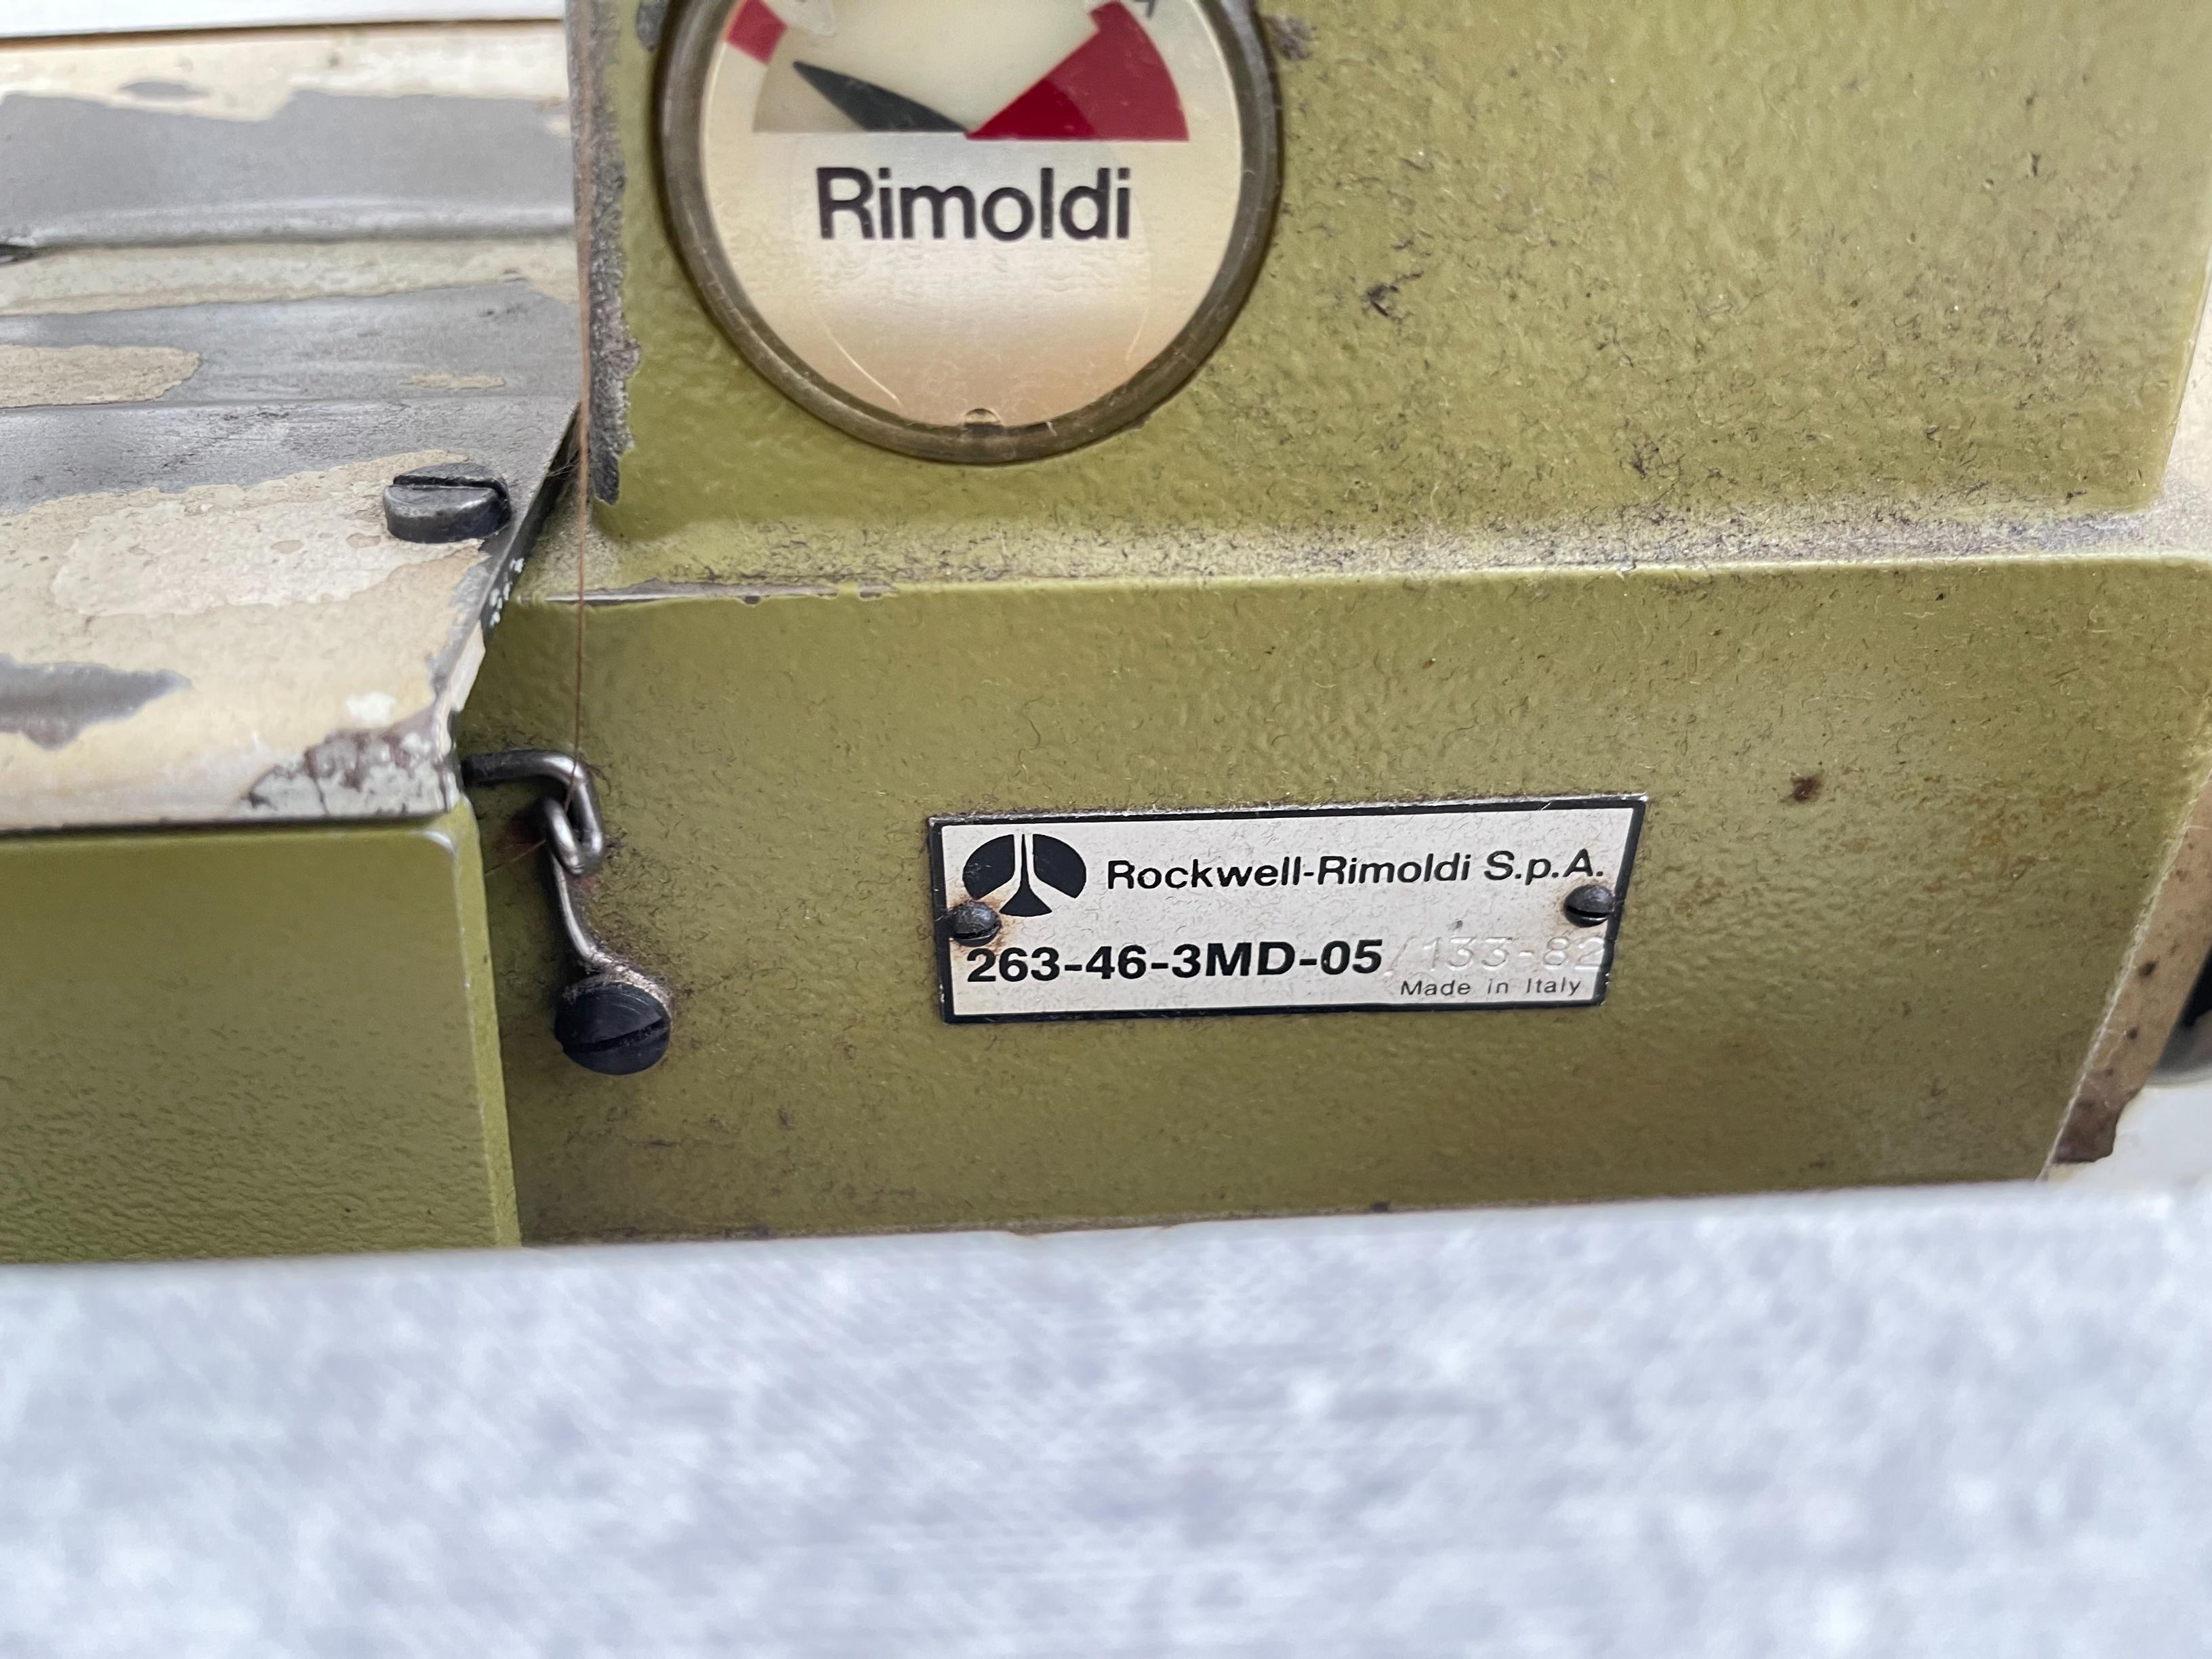 Rimoldi
Rockwell-Rimoldi S.p.A.
263-46-3MD-05/133-82
Made in Italy